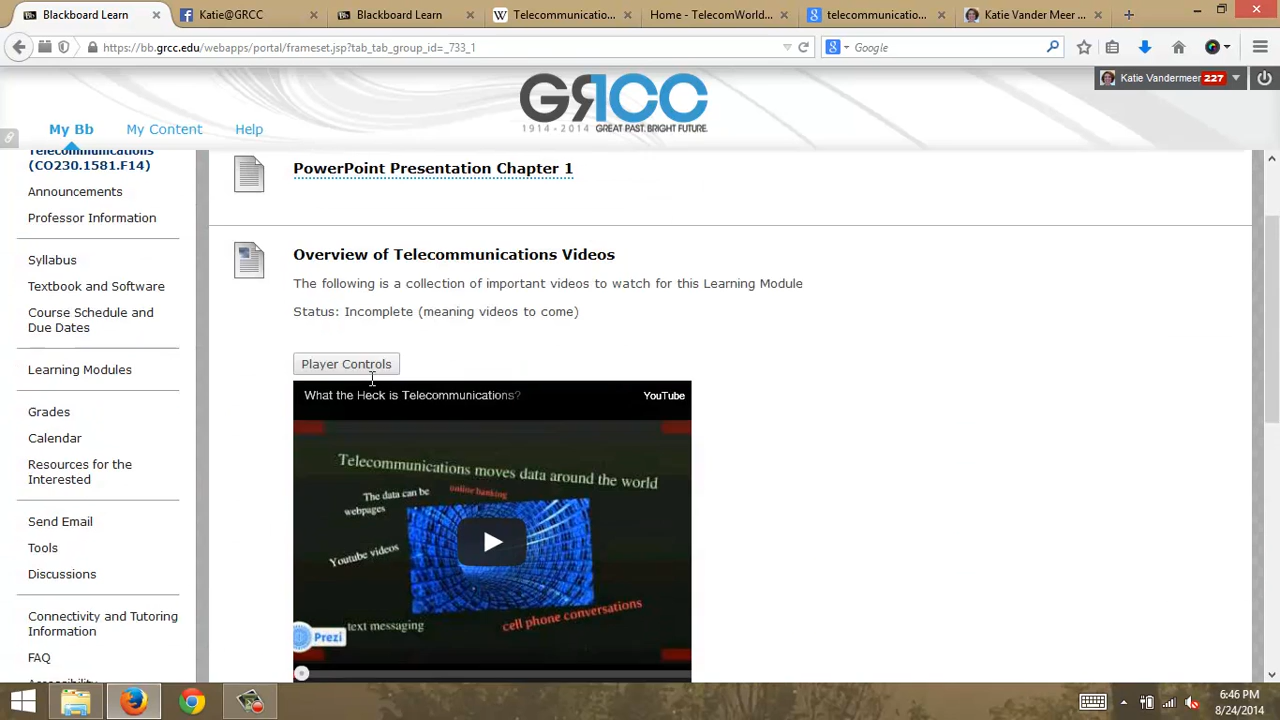 Blackboard Learn
Katie@GRCC
Blackboard Learn
Telecommunicatio...
Home - TelecomWorld...
telecommunicatio...
Katie Vander Meer ...
https://bb.grcc.edu/webapps/portal/frameset.jsp?tab_tab_group_id=_733_1
Google
Katie Vandermeer 227
GRCC
1914-2014 GREAT PAST. BRIGHT FUTURE.
My Bb
My Content
Help
Telecommunications
(CO230.1581.F14)
Announcements
Professor Information
Syllabus
Textbook and Software
Course Schedule and
Due Dates
Learning Modules
Grades
Calendar
Resources for the
Interested
Send Email
Tools
Discussions
Connectivity and Tutoring
Information
FAQ
PowerPoint Presentation Chapter 1
Overview of Telecommunications Videos
The following is a collection of important videos to watch for this Learning Module
Status: Incomplete (meaning videos to come)
Player Controls
What the Heck is Telecommunications?
YouTube
Telecommunications moves data around the world
The data can be
webpages
online banking
Youtube videos
cell phone conversations
text messaging
Prezi
6:46 PM
8/24/2014